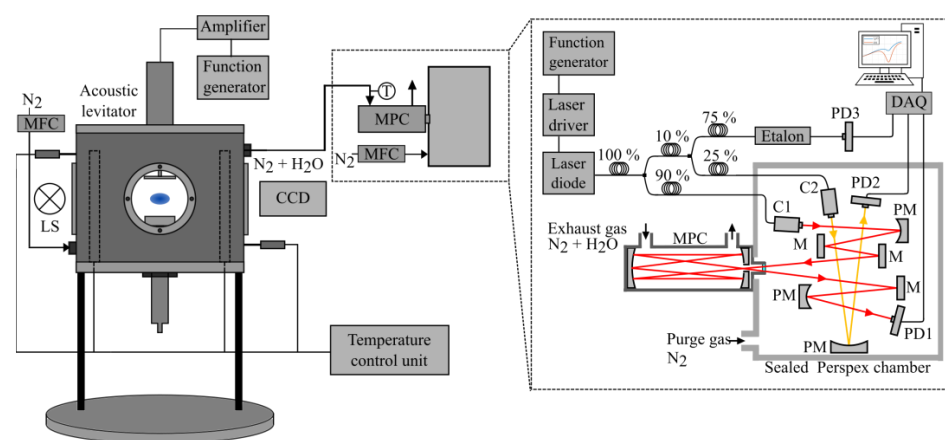 Amplifier
Function
generator
Acoustic
levitator
N2
MFC
LS
N2 + H2O
CCD
Temperature
control unit
T
MPC
N2
MFC
Function
generator
Laser
driver
Laser
diode
100 %
10 %
90 %
75 %
25 %
Etalon
PD3
DAQ
C1
C2
PD2
PM
M
M
M
PM
PD1
PM
Exhaust gas
N2 + H2O
MPC
Purge gas
N2
Sealed Perspex chamber